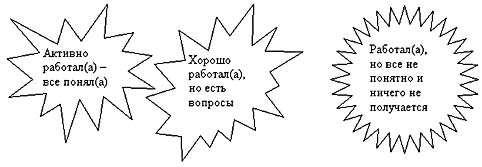 Активно
работал(а) –
все понял(а)
Хорошо
работал(а),
но есть
вопросы
Работал(а),
но все не
понятно и
ничего не
получается